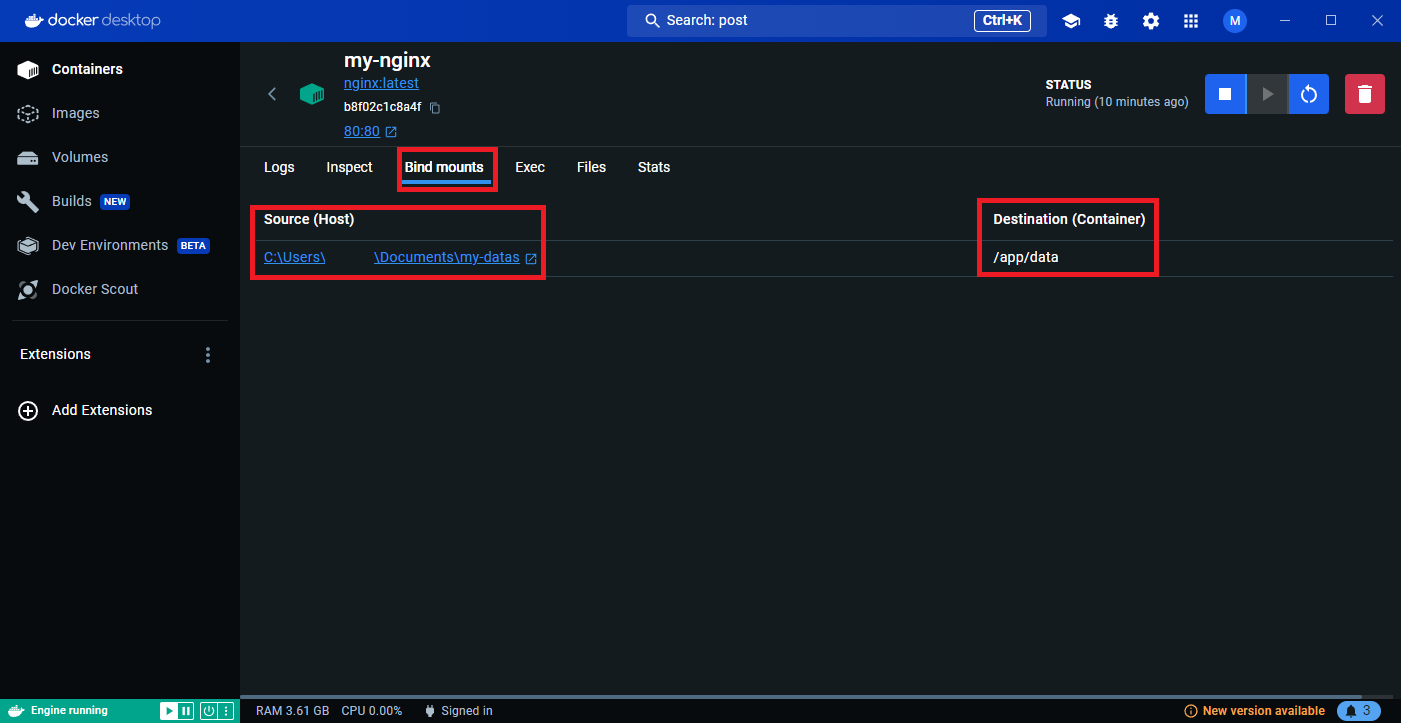 docker desktop
Search: post
Ctrl+K
M
Containers
Images
Volumes
Builds NEW
Dev Environments BETA
Docker Scout
Extensions
Add Extensions
my-nginx
nginx:latest
b8f02c1c8a4f
80:80
STATUS
Running (10 minutes ago)
Logs Inspect Bind mounts Exec Files Stats
Source (Host) Destination (Container)
C:\Users\ \Documents\my-datas /app/data
Engine running
RAM 3.61 GB CPU 0.00% Signed in
New version available
3